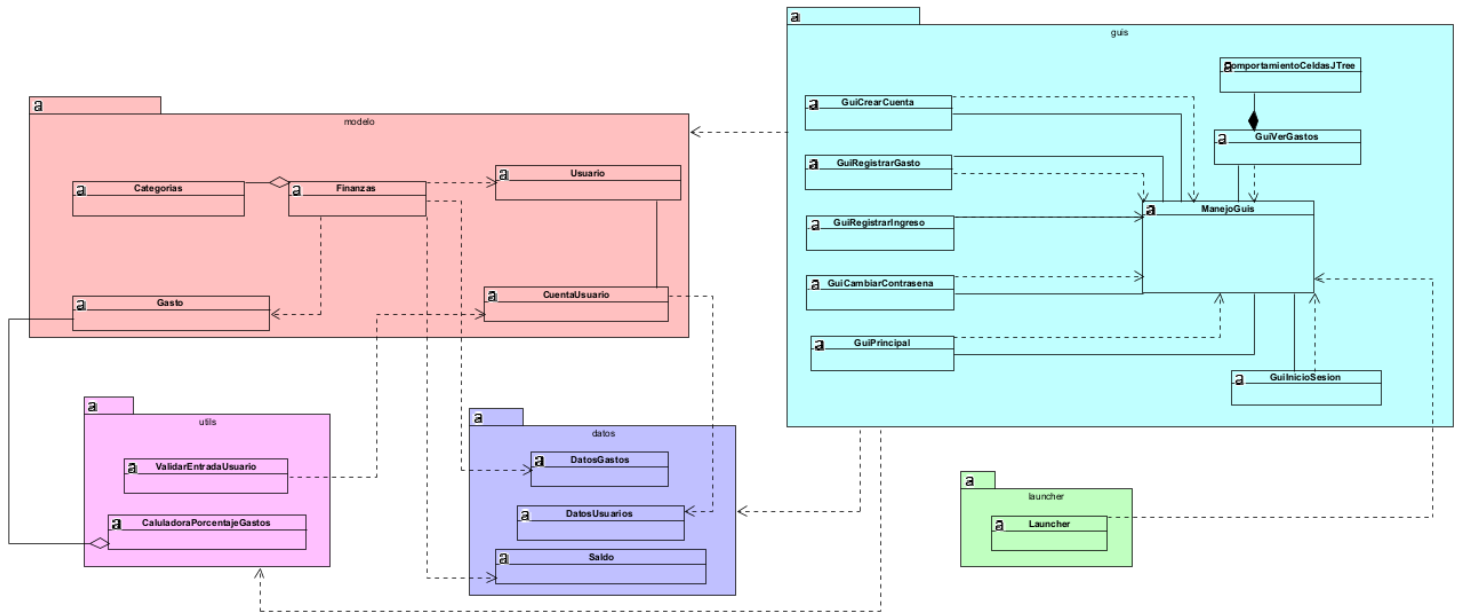 a
modelo
a
Categorias
a
Finanzas
a
Usuario
a
Gasto
a
CuentaUsuario
a
utils
a
ValidarEntradaUsuario
a
CaluladoraPorcentajeGastos
a
datos
a
DatosGastos
a
DatosUsuarios
a
Saldo
a
guis
a
ComportamientoCeldasJTree
a
GuiCrearCuenta
a
GuiVerGastos
a
GuiRegistrarGasto
a
ManejoGuis
a
GuiRegistrarIngreso
a
GuiCambiarContrasena
a
GuiPrincipal
a
GuiInicioSesion
a
launcher
a
Launcher